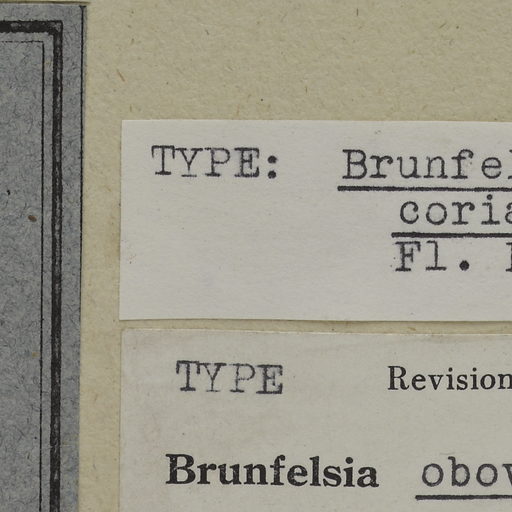 TYPE: Brunfel
coria
Fl.
TYPE Revision
Brunfelsia obov